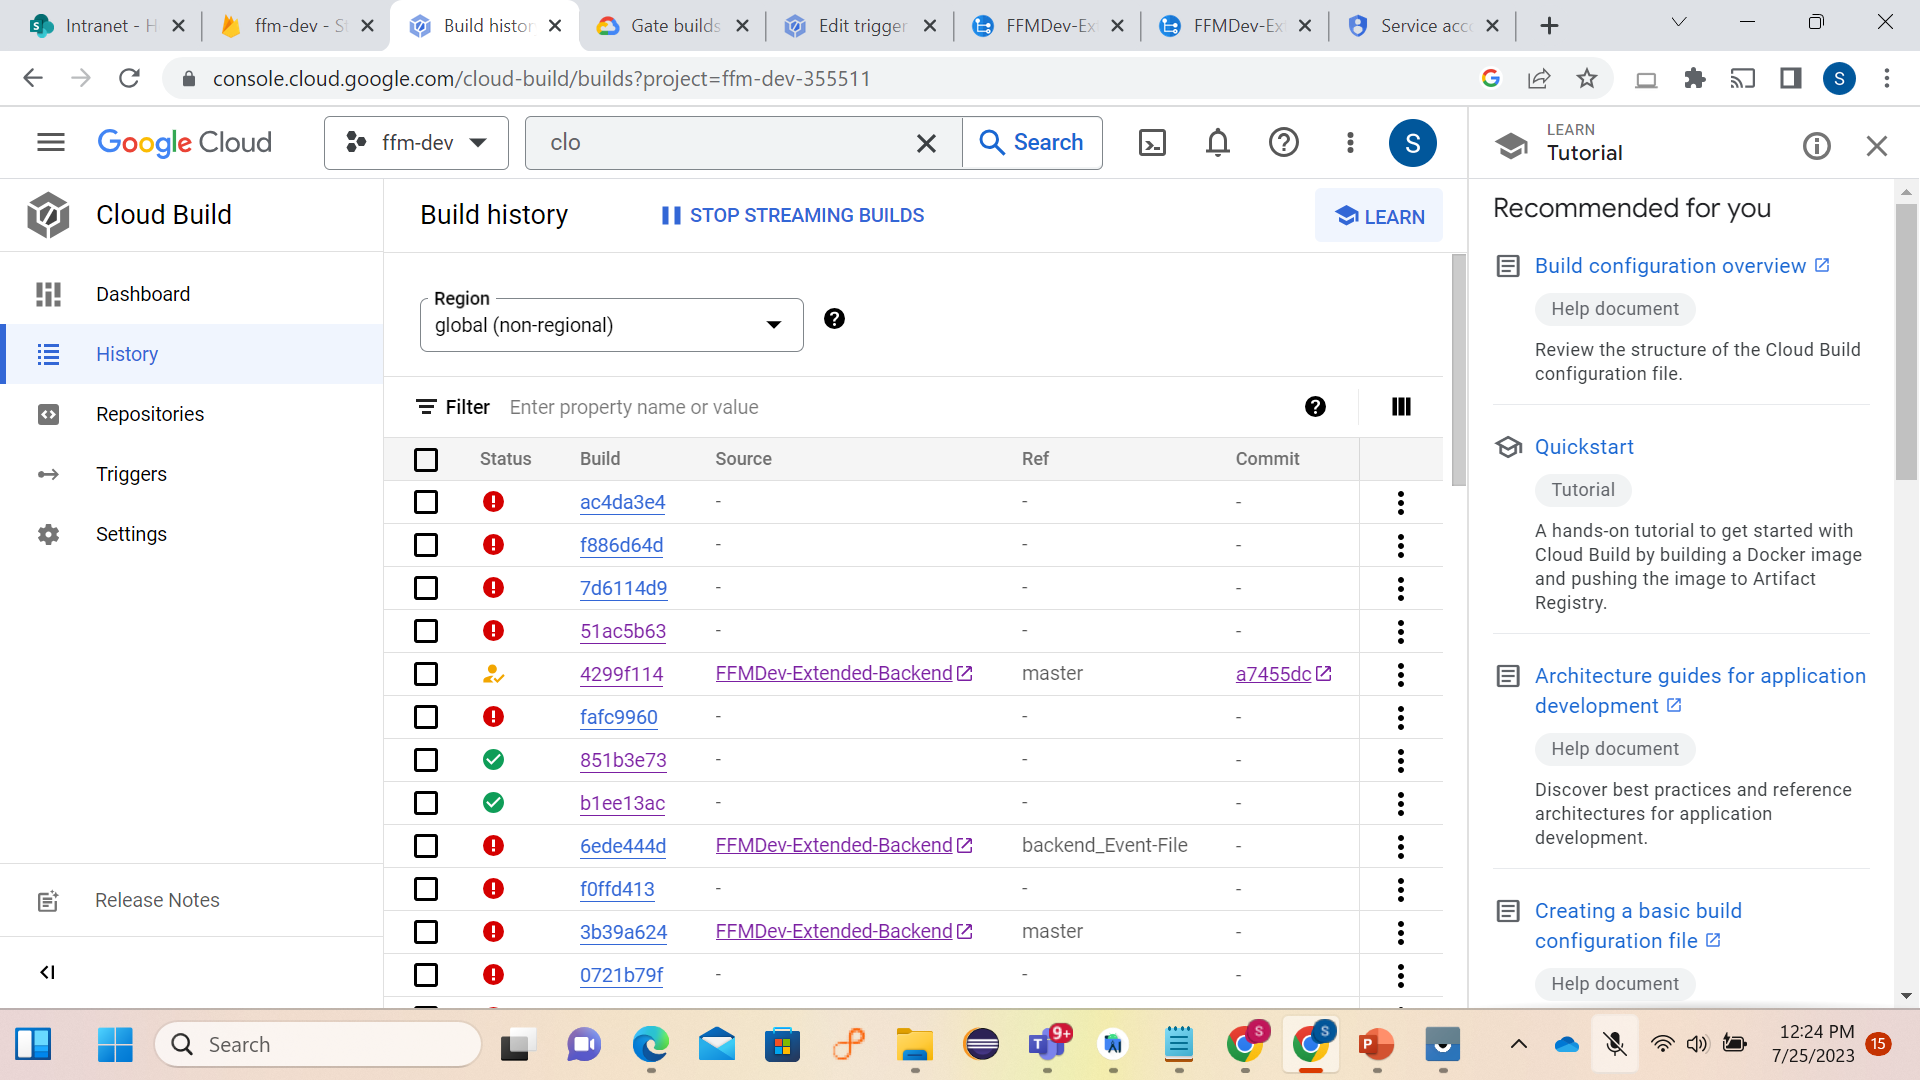 Intranet - H
ffm-dev - St
Build histor
Gate builds
Edit trigger
FFMDev-Ex
FFMDev-Ex
Service acc
console.cloud.google.com/cloud-build/builds?project=ffm-dev-355511
S
Google Cloud
ffm-dev
clo
Search
S
LEARN
Tutorial
Cloud Build
Build history
STOP STREAMING BUILDS
LEARN
Dashboard
History
Repositories
Triggers
Settings
Release Notes
Region
global (non-regional)
Filter Enter property name or value
Status Build Source Ref Commit
ac4da3e4 - - -
f886d64d - - -
7d6114d9 - - -
51ac5b63 - - -
4299f114 FFMDev-Extended-Backend master a7455dc
fafc9960 - - -
851b3e73 - - -
b1ee13ac - - -
6ede444d FFMDev-Extended-Backend backend_Event-File -
f0ffd413 - - -
3b39a624 FFMDev-Extended-Backend master -
0721b79f - - -
Recommended for you
Build configuration overview
Help document
Review the structure of the Cloud Build
configuration file.
Quickstart
Tutorial
A hands-on tutorial to get started with
Cloud Build by building a Docker image
and pushing the image to Artifact
Registry.
Architecture guides for application
development
Help document
Discover best practices and reference
architectures for application
development.
Creating a basic build
configuration file
Help document
Search
9+
S
S
12:24 PM
7/25/2023
15